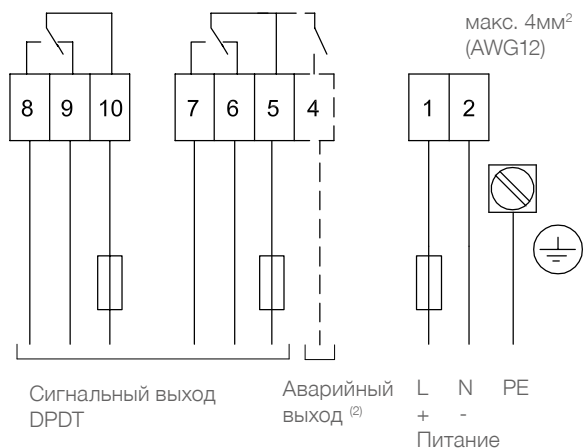 макс. 4мм²
(AWG12)
8 9 10 7 6 5 4 1 2
Сигнальный выход
DPDT
Аварийный
выход ⁽²⁾
L N PE
+ -
Питание